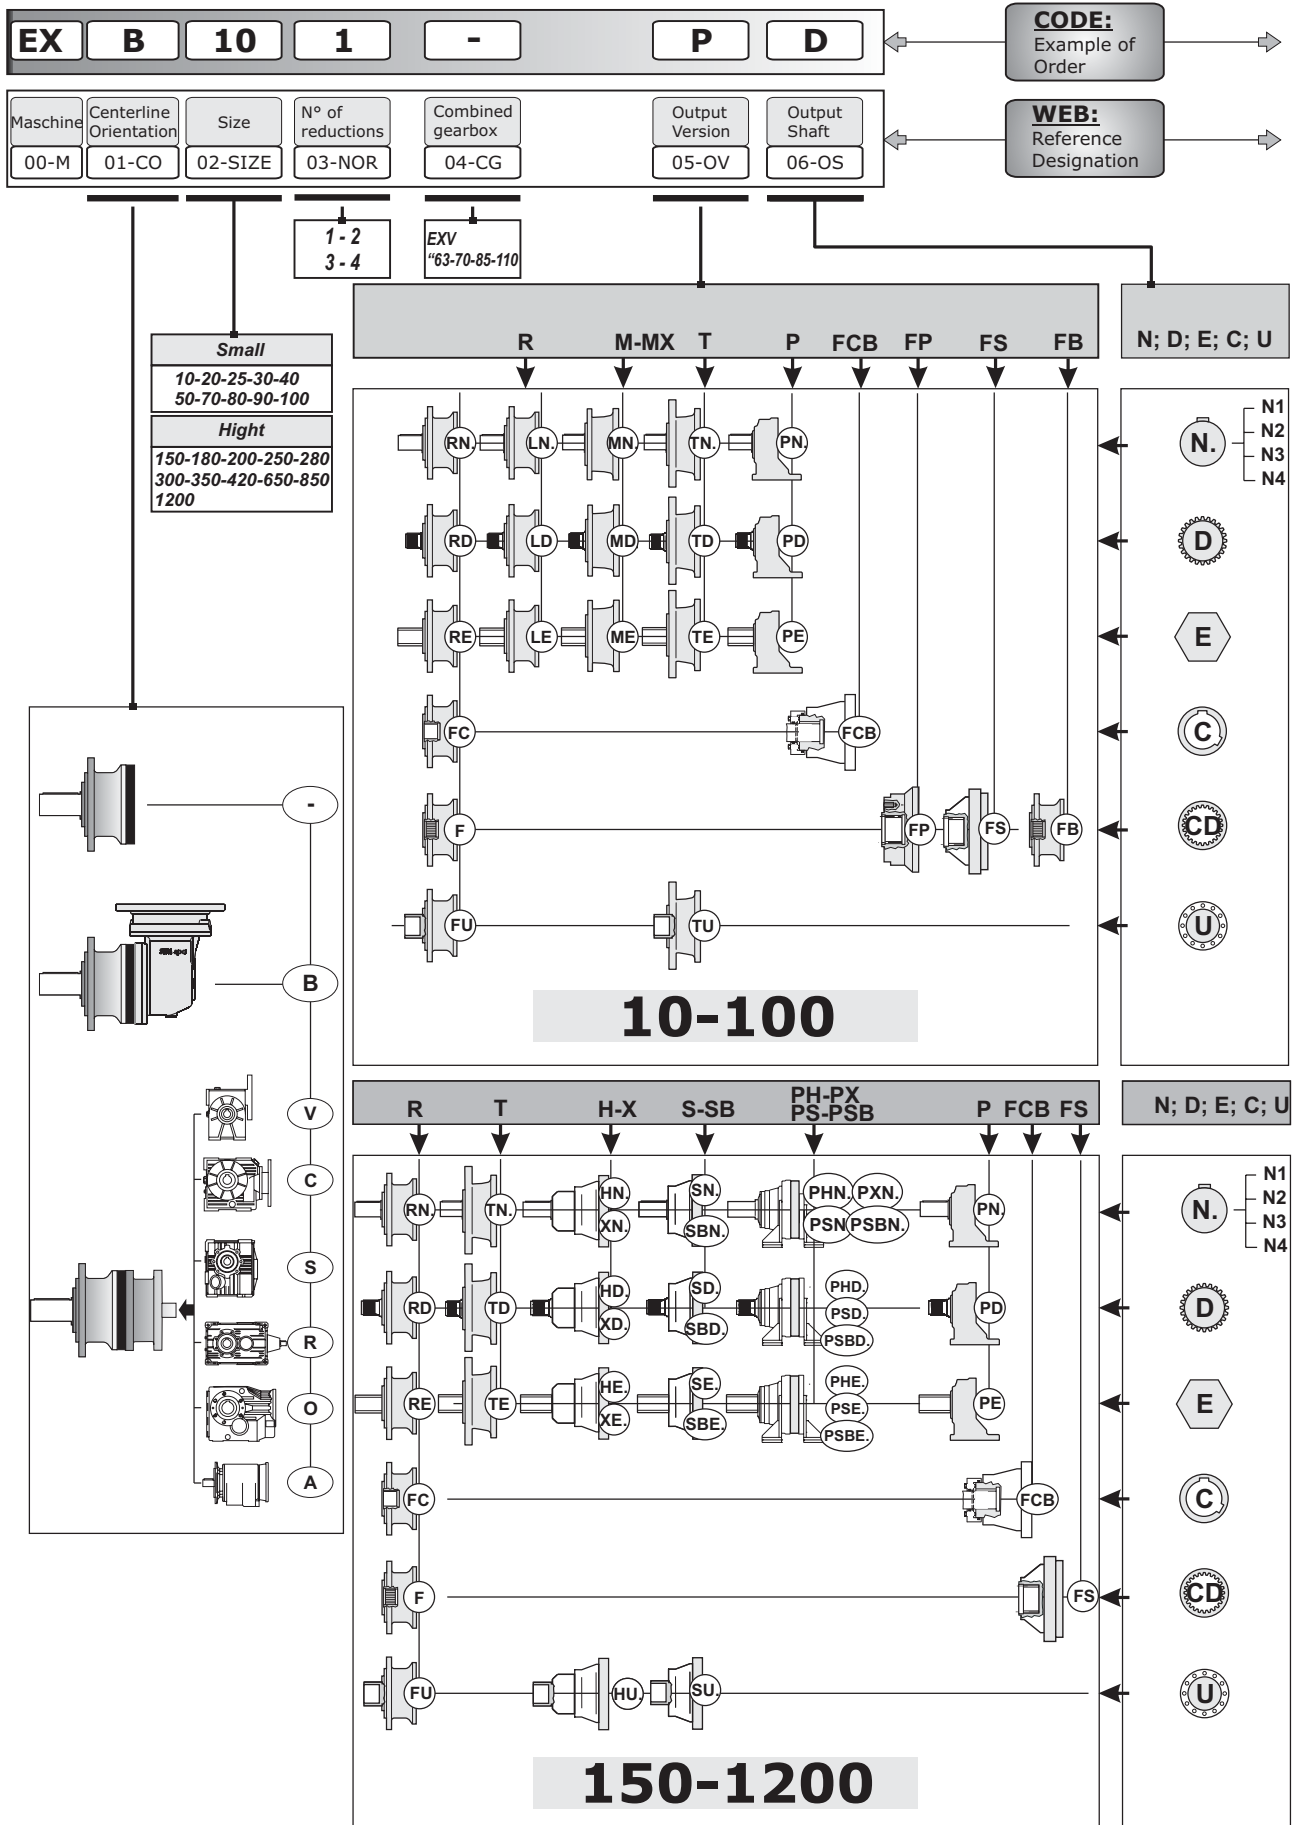 EX B 10 1 - P D
CODE:
Example of
Order
Maschine
Centerline
Orientation
Size
N° of
reductions
Combined
gearbox
Output
Version
Output
Shaft
00-M 01-CO 02-SIZE 03-NOR 04-CG 05-OV 06-OS
WEB:
Reference
Designation
1 - 2
3 - 4
EXV
“63-70-85-110
Small
10-20-25-30-40
50-70-80-90-100
Hight
150-180-200-250-280
300-350-420-650-850
1200
R M-MX T P FCB FP FS FB
N; D; E; C; U
RN. LN. MN. TN. PN.
N.
N1
N2
N3
N4
RD LD MD TD PD
D
RE LE ME TE PE
E
FC FCB
C
F FP FS FB
CD
FU TU
U
10-100
-
B
V
C
S
R
O
A
R T H-X S-SB
PH-PX
PS-PSB
P FCB FS
N; D; E; C; U
RN. TN. HN. SN. PHN. PXN. PN.
XN. SBN. PSN PSBN.
N.
N1
N2
N3
N4
RD TD HD. SD. PHD. PD
XD. SBD. PSD.
PSBD.
D
RE TE HE. SE. PHE. PE
XE. SBE. PSE.
PSBE.
E
FC FCB
C
F FS
CD
FU HU. SU.
U
150-1200